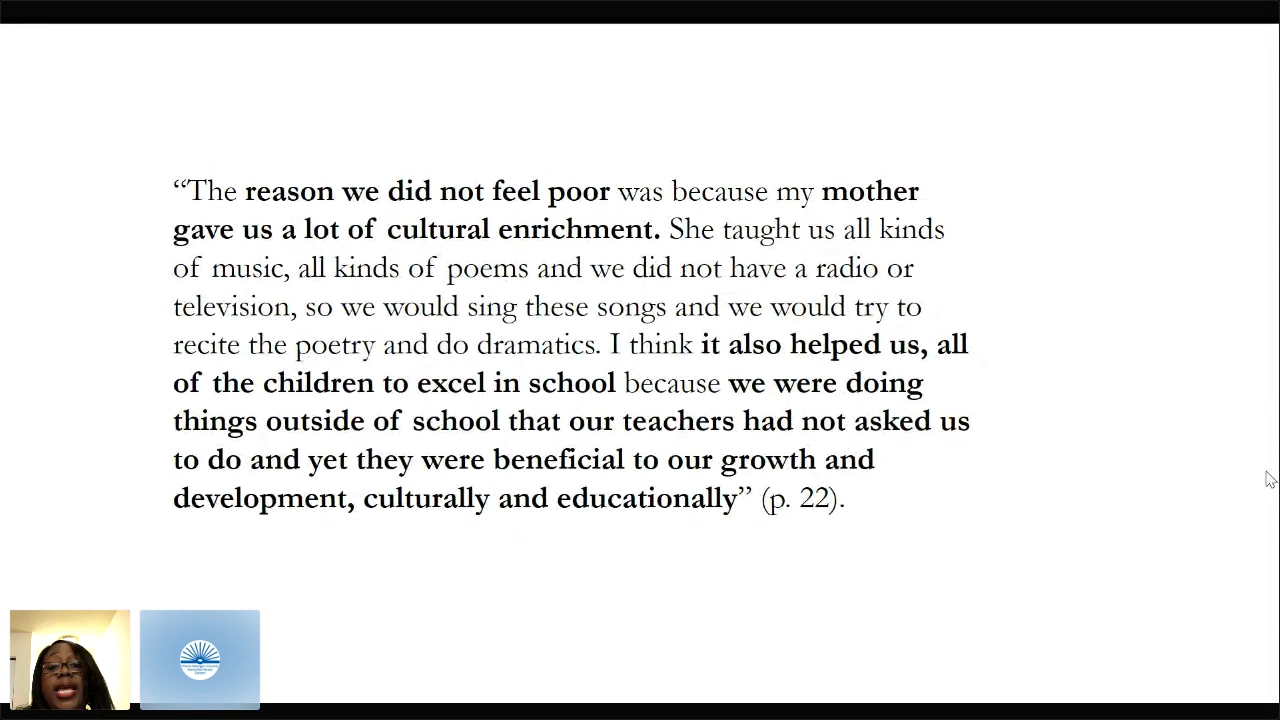 “The reason we did not feel poor was because my mother
gave us a lot of cultural enrichment. She taught us all kinds
of music, all kinds of poems and we did not have a radio or
television, so we would sing these songs and we would try to
recite the poetry and do dramatics. I think it also helped us, all
of the children to excel in school because we were doing
things outside of school that our teachers had not asked us
to do and yet they were beneficial to our growth and
development, culturally and educationally” (p. 22).